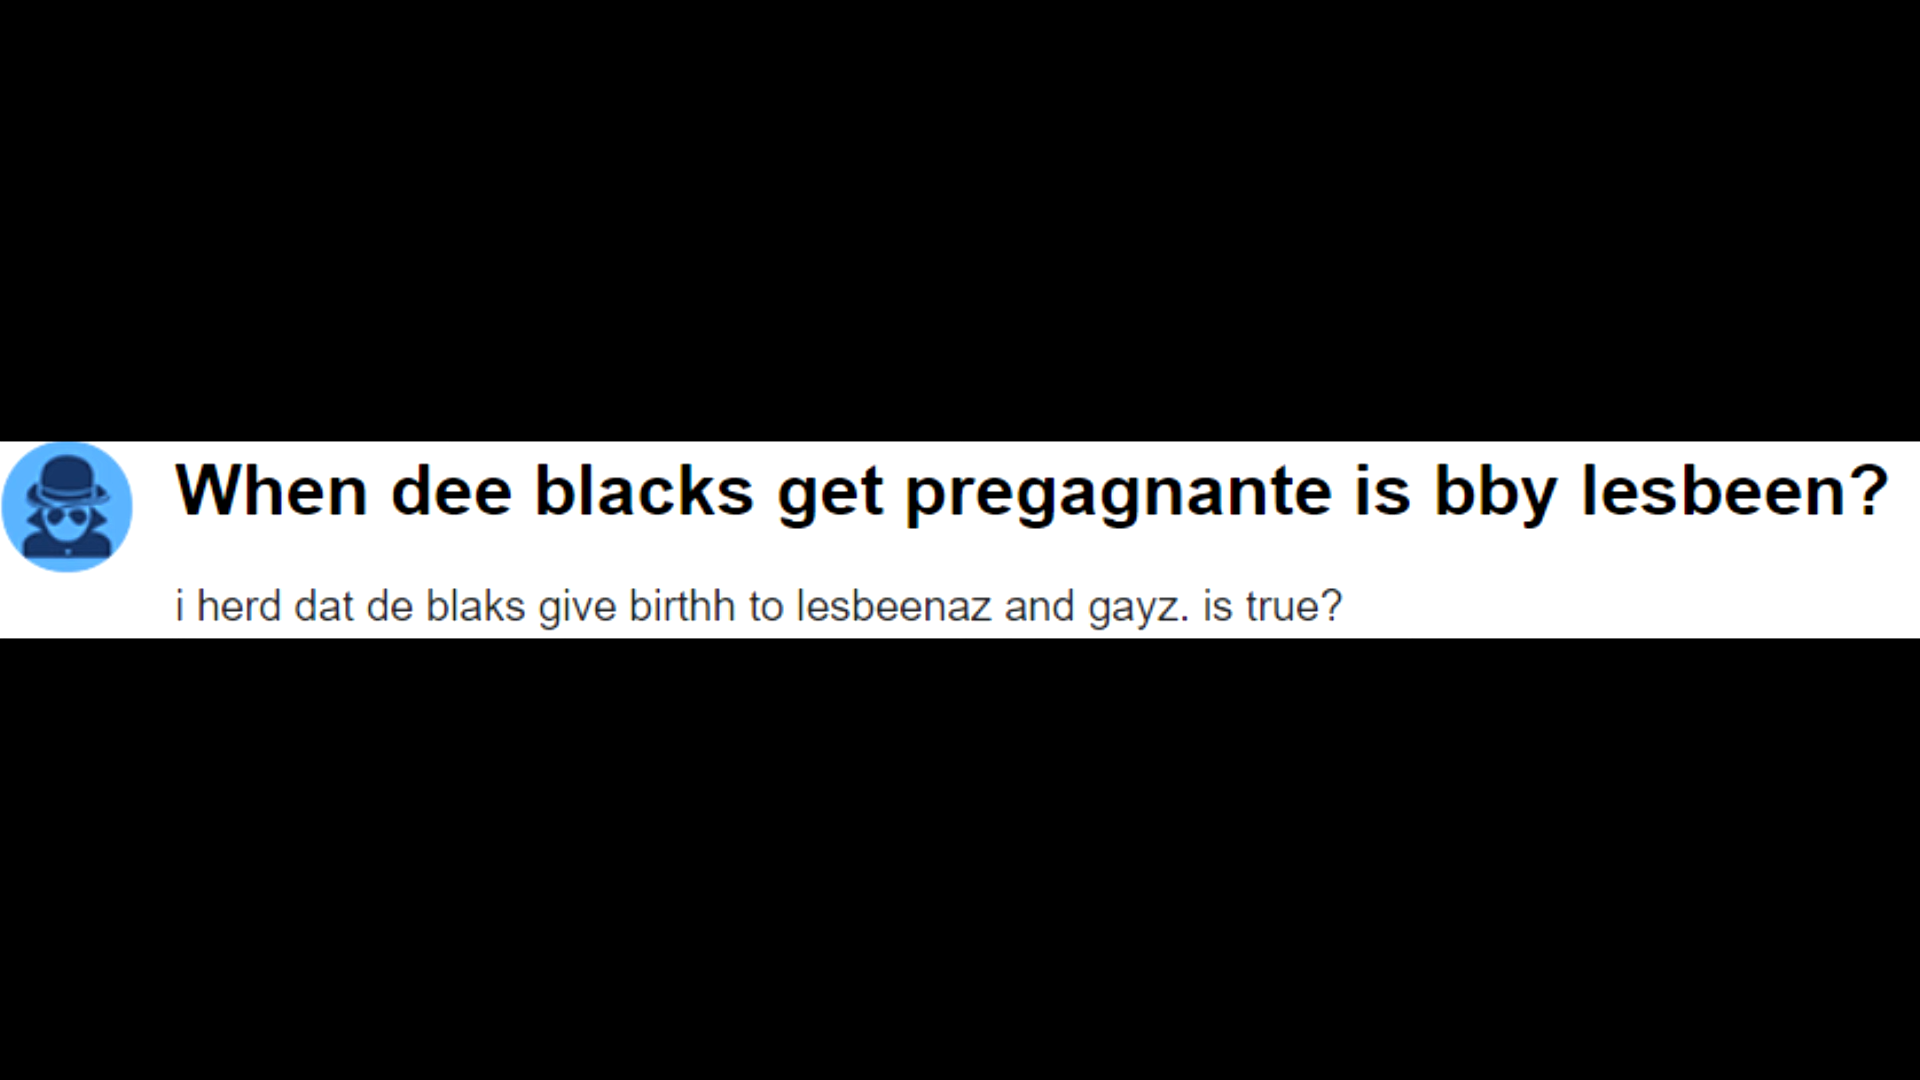 When dee blacks get pregagnante is bby lesbeen?
i herd dat de blaks give birthh to lesbeenaz and gayz. is true?